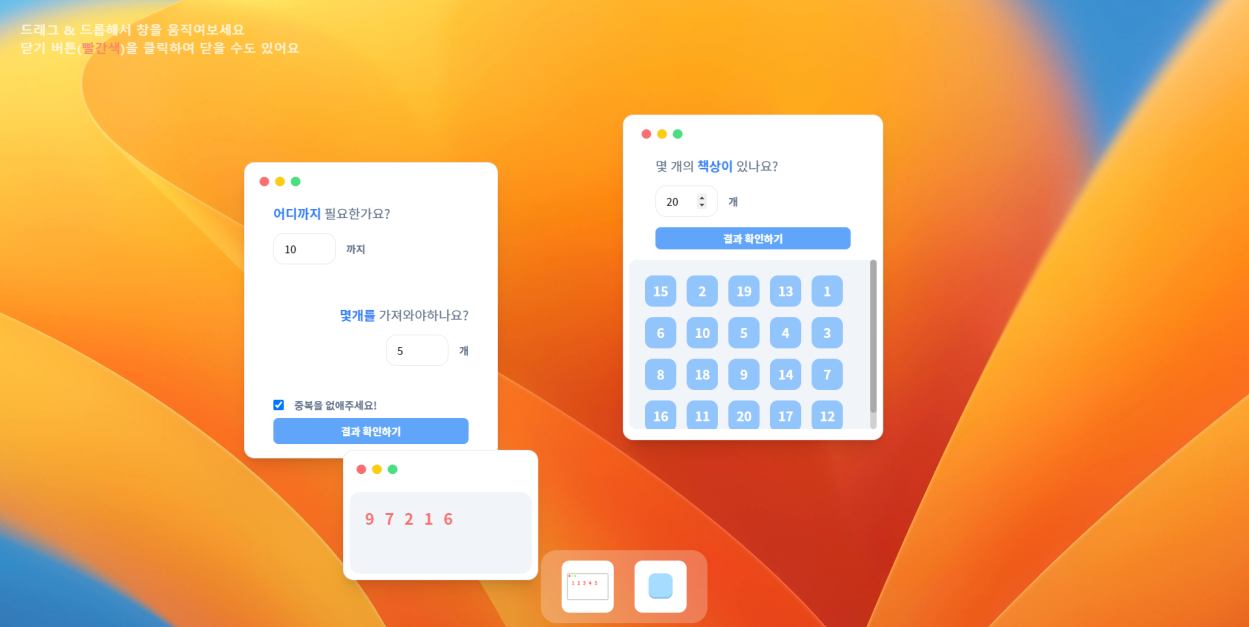 드래그 & 드롭해서 창을 움직여보세요
닫기 버튼(빨간색)을 클릭하여 닫을 수도 있어요
어디까지 필요한가요?
10 까지
몇개를 가져와야하나요?
5 개
중복을 없애주세요!
결과 확인하기
9 7 2 1 6
몇 개의 책상이 있나요?
20 개
결과 확인하기
15 2 19 13 1
6 10 5 4 3
8 18 9 14 7
16 11 20 17 12
1 2 3 4 5